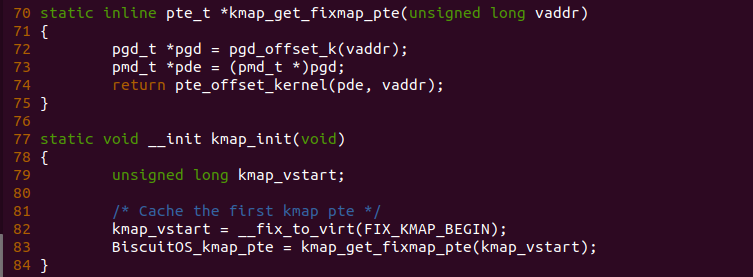 70 static inline pte_t *kmap_get_fixmap_pte(unsigned long vaddr)
71 {
72         pgd_t *pgd = pgd_offset_k(vaddr);
73         pmd_t *pde = (pmd_t *)pgd;
74         return pte_offset_kernel(pde, vaddr);
75 }
76
77 static void __init kmap_init(void)
78 {
79         unsigned long kmap_vstart;
80
81         /* Cache the first kmap pte */
82         kmap_vstart = __fix_to_virt(FIX_KMAP_BEGIN);
83         BiscuitOS_kmap_pte = kmap_get_fixmap_pte(kmap_vstart);
84 }